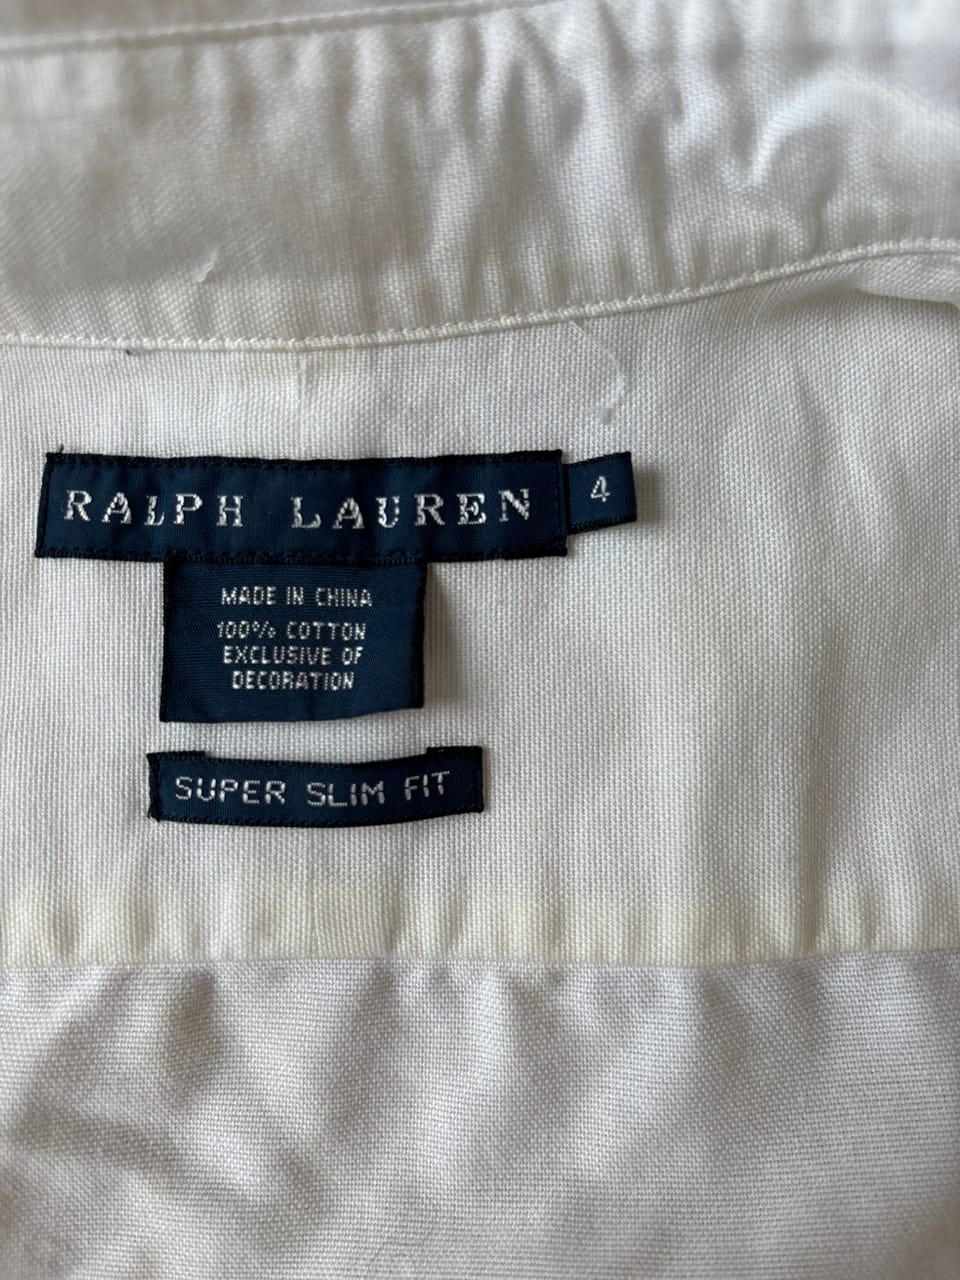 RALPH LAUREN
4
MADE IN CHINA
100% COTTON
EXCLUSIVE OF
DECORATION
SUPER SLIM FIT